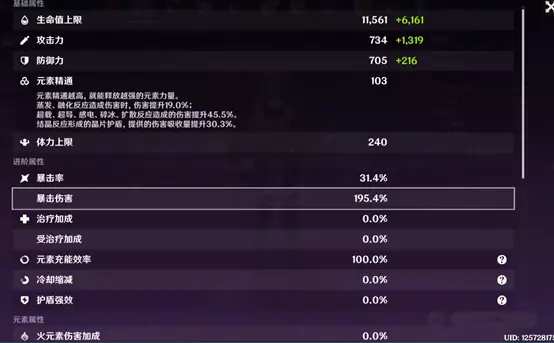 基础属性
生命值上限 11,561 +6,161
攻击力 734 +1,319
防御力 705 +216
元素精通 103
元素精通越高，就能释放越强的元素力量。
蒸发、融化反应造成伤害时，伤害提升19.0%；
超载、超导、感电、碎冰、扩散反应造成的伤害提升45.5%。
结晶反应形成的晶片护盾，提供的伤害吸收量提升30.3%。
体力上限 240
进阶属性
暴击率 31.4%
暴击伤害 195.4%
治疗加成 0.0%
受治疗加成 0.0%
元素充能效率 100.0%
冷却缩减 0.0%
护盾强效 0.0%
元素属性
火元素伤害加成 0.0%
UID: 12572817